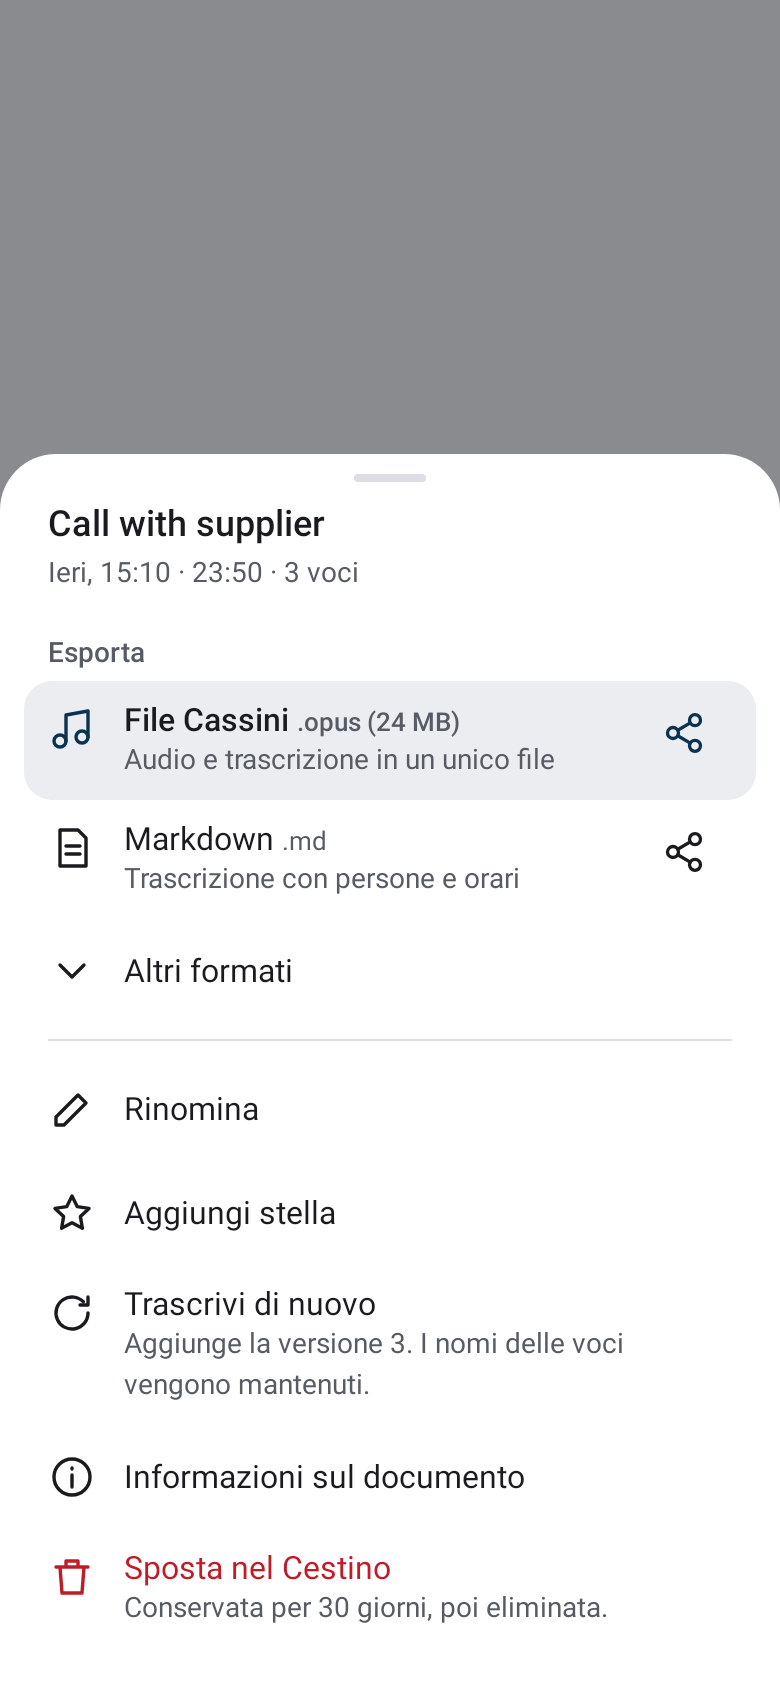 Call with supplier
Ieri, 15:10 · 23:50 · 3 voci
Esporta
File Cassini .opus (24 MB)
Audio e trascrizione in un unico file
Markdown .md
Trascrizione con persone e orari
Altri formati
Rinomina
Aggiungi stella
Trascrivi di nuovo
Aggiunge la versione 3. I nomi delle voci
vengono mantenuti.
Informazioni sul documento
Sposta nel Cestino
Conservata per 30 giorni, poi eliminata.